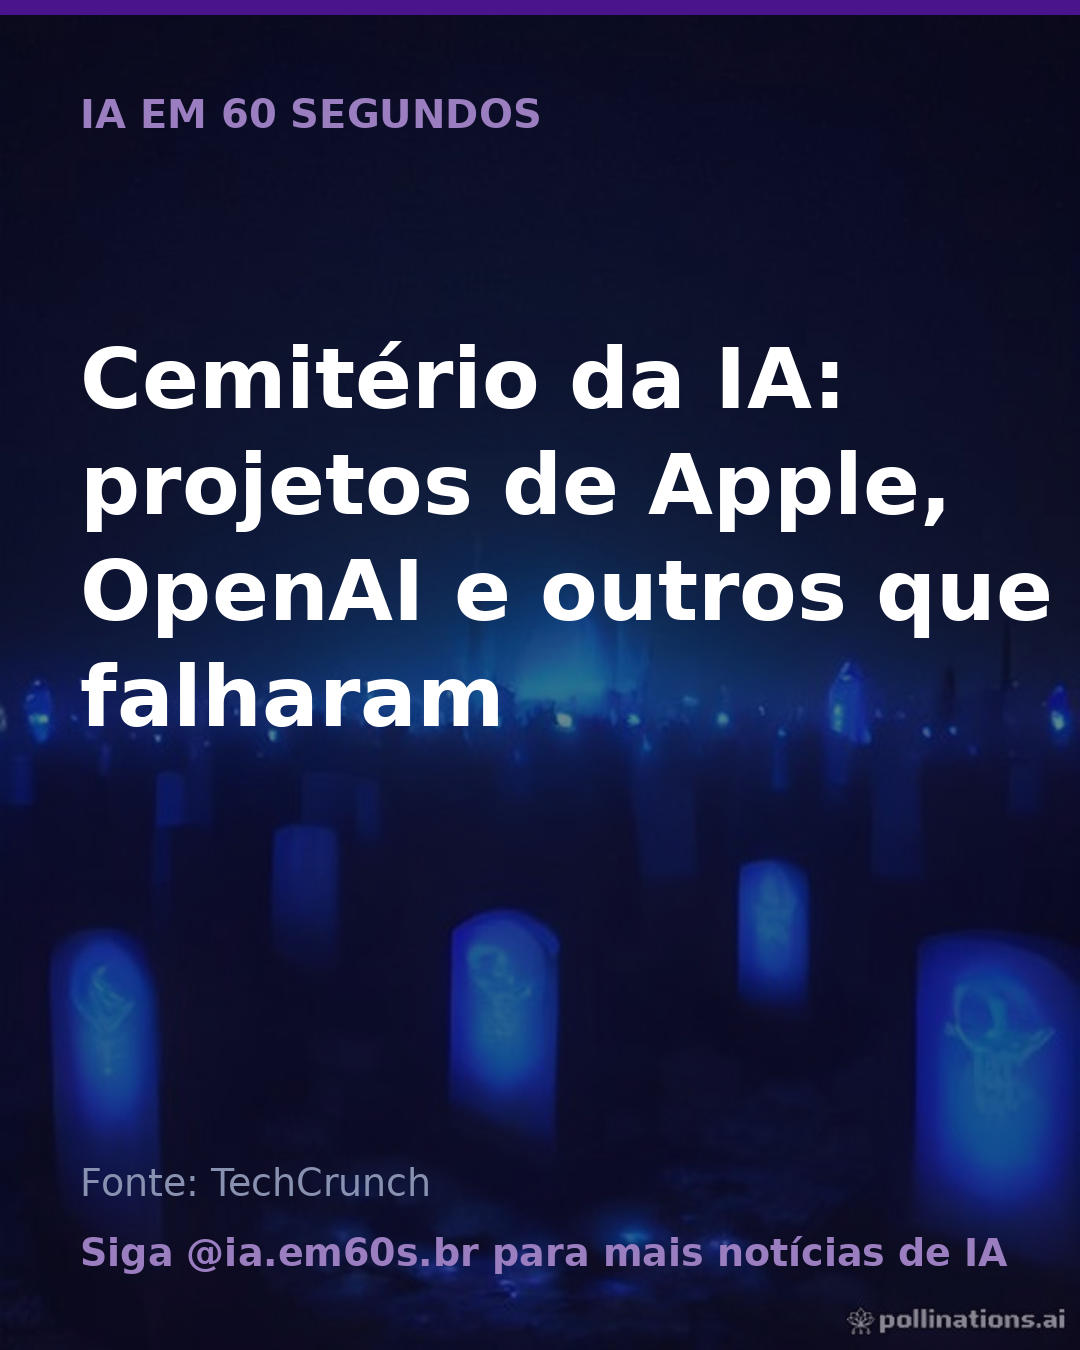 IA EM 60 SEGUNDOS
Cemitério da IA:
projetos de Apple,
OpenAI e outros que
falharam
Fonte: TechCrunch
Siga @ia.em60s.br para mais notícias de IA
pollinations.ai